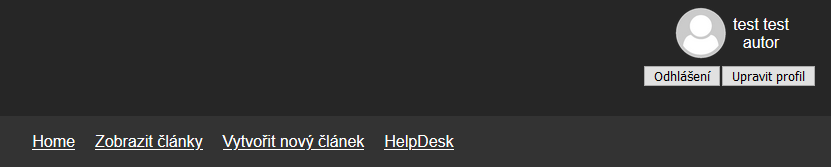 test test
autor
Odhlášení Upravit profil
Home Zobrazit články Vytvořit nový článek HelpDesk